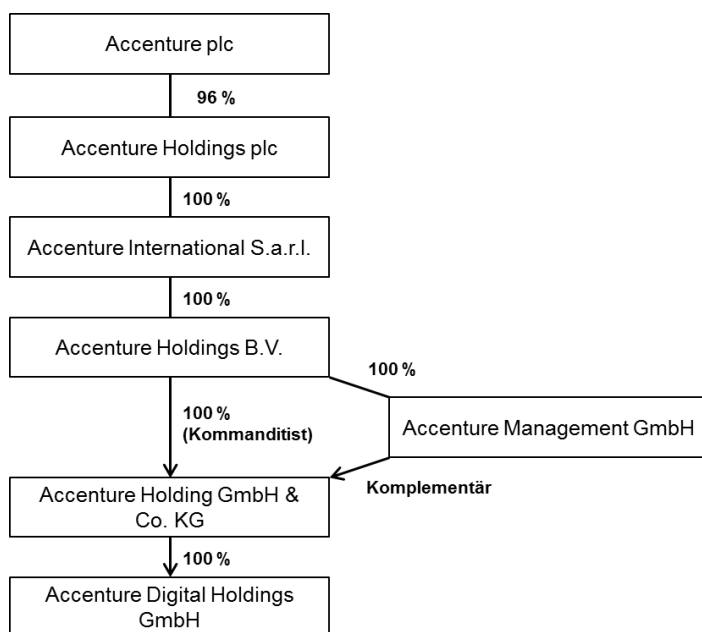 Accenture plc
96 %
Accenture Holdings plc
100 %
Accenture International S.a.r.l.
100 %
Accenture Holdings B.V.
100 %
100 %
(Kommanditist)
Accenture Management GmbH
Komplementär
Accenture Holding GmbH &
Co. KG
100 %
Accenture Digital Holdings
GmbH